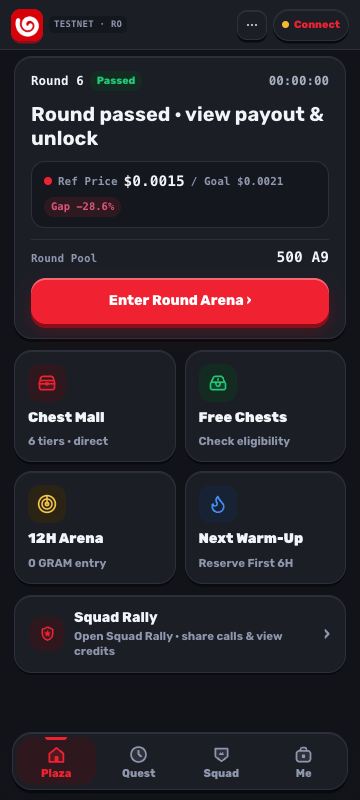 TESTNET · RO
···
Connect
Round 6 Passed 00:00:00
Round passed · view payout &
unlock
Ref Price $0.0015 / Goal $0.0021
Gap −28.6%
Round Pool 500 A9
Enter Round Arena ›
Chest Mall
6 tiers · direct
Free Chests
Check eligibility
12H Arena
0 GRAM entry
Next Warm-Up
Reserve First 6H
Squad Rally
Open Squad Rally · share calls & view
credits
›
Plaza Quest Squad Me